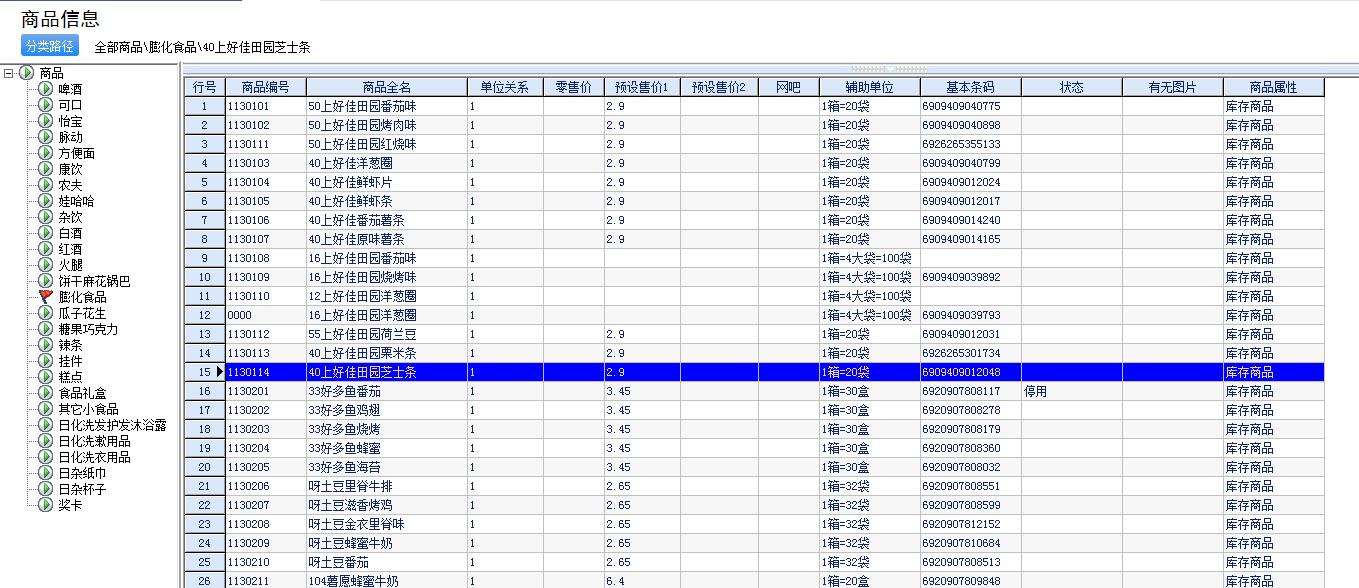 商品信息
分类路径 全部商品\膨化食品\40上好佳田园芝士条
商品
啤酒
可口
怡宝
脉动
方便面
康饮
农夫
娃哈哈
杂饮
白酒
红酒
火腿
饼干麻花锅巴
膨化食品
瓜子花生
糖果巧克力
辣条
挂件
糕点
食品礼盒
其它小食品
日化洗发护发沐浴露
日化洗漱用品
日化洗衣用品
日杂纸巾
日杂杯子
奖卡
行号 商品编号 商品全名 单位关系 零售价 预设售价1 预设售价2 网吧 辅助单位 基本条码 状态 有无图片 商品属性
1 1130101 50上好佳田园番茄味 1 2.9 1箱=20袋 6909409040775 库存商品
2 1130102 50上好佳田园烤肉味 1 2.9 1箱=20袋 6909409040898 库存商品
3 1130111 50上好佳田园红烧味 1 2.9 1箱=20袋 6926265355133 库存商品
4 1130103 40上好佳洋葱圈 1 2.9 1箱=20袋 6909409040799 库存商品
5 1130104 40上好佳鲜虾片 1 2.9 1箱=20袋 6909409012024 库存商品
6 1130105 40上好佳鲜虾条 1 2.9 1箱=20袋 6909409012017 库存商品
7 1130106 40上好佳番茄薯条 1 2.9 1箱=20袋 6909409014240 库存商品
8 1130107 40上好佳原味薯条 1 2.9 1箱=20袋 6909409014165 库存商品
9 1130108 16上好佳田园番茄味 1 1箱=4大袋=100袋 库存商品
10 1130109 16上好佳田园烧烤味 1 1箱=4大袋=100袋 6909409039892 库存商品
11 1130110 12上好佳田园洋葱圈 1 1箱=4大袋=100袋 库存商品
12 0000 16上好佳田园洋葱圈 1 1箱=4大袋=100袋 6909409039793 库存商品
13 1130112 55上好佳田园荷兰豆 1 2.9 1箱=20袋 6909409012031 库存商品
14 1130113 40上好佳田园栗米条 1 2.9 1箱=20袋 6926265301734 库存商品
15 1130114 40上好佳田园芝士条 1 2.9 1箱=20袋 6909409012048 库存商品
16 1130201 33好多鱼番茄 1 3.45 1箱=30盒 6920907808117 停用 库存商品
17 1130202 33好多鱼鸡翅 1 3.45 1箱=30盒 6920907808278 库存商品
18 1130203 33好多鱼烧烤 1 3.45 1箱=30盒 6920907808179 库存商品
19 1130204 33好多鱼蜂蜜 1 3.45 1箱=30盒 6920907808360 库存商品
20 1130205 33好多鱼海苔 1 3.45 1箱=30盒 6920907808032 库存商品
21 1130206 呀土豆里脊牛排 1 2.65 1箱=32袋 6920907808551 库存商品
22 1130207 呀土豆滋香烤鸡 1 2.65 1箱=32袋 6920907808599 库存商品
23 1130208 呀土豆金衣里脊味 1 2.65 1箱=32袋 6920907812152 库存商品
24 1130209 呀土豆蜂蜜牛奶 1 2.65 1箱=32袋 6920907810684 库存商品
25 1130210 呀土豆番茄 1 2.65 1箱=32袋 6920907808513 库存商品
26 1130211 104薯愿蜂蜜牛奶 1 6.4 1箱=20盒 6920907809848 库存商品